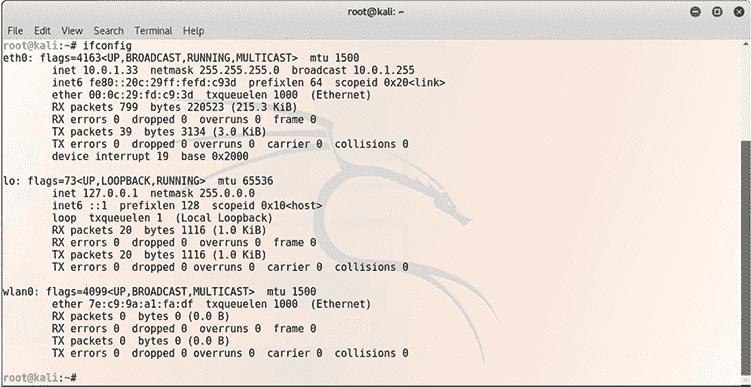 root@kali: ~
File Edit View Search Terminal Help
root@kali:~# ifconfig
eth0: flags=4163<UP,BROADCAST,RUNNING,MULTICAST>  mtu 1500
        inet 10.0.1.33  netmask 255.255.255.0  broadcast 10.0.1.255
        inet6 fe80::20c:29ff:fefd:c93d  prefixlen 64  scopeid 0x20<link>
        ether 00:0c:29:fd:c9:3d  txqueuelen 1000  (Ethernet)
        RX packets 799  bytes 220523 (215.3 KiB)
        RX errors 0  dropped 0  overruns 0  frame 0
        TX packets 39  bytes 3134 (3.0 KiB)
        TX errors 0  dropped 0 overruns 0  carrier 0  collisions 0
        device interrupt 19  base 0x2000
lo: flags=73<UP,LOOPBACK,RUNNING>  mtu 65536
        inet 127.0.0.1  netmask 255.0.0.0
        inet6 ::1  prefixlen 128  scopeid 0x10<host>
        loop  txqueuelen 1  (Local Loopback)
        RX packets 20  bytes 1116 (1.0 KiB)
        RX errors 0  dropped 0  overruns 0  frame 0
        TX packets 20  bytes 1116 (1.0 KiB)
        TX errors 0  dropped 0 overruns 0  carrier 0  collisions 0
wlan0: flags=4099<UP,BROADCAST,MULTICAST>  mtu 1500
        ether 7e:c9:9a:a1:fa:df  txqueuelen 1000  (Ethernet)
        RX packets 0  bytes 0 (0.0 B)
        RX errors 0  dropped 0  overruns 0  frame 0
        TX packets 0  bytes 0 (0.0 B)
        TX errors 0  dropped 0 overruns 0  carrier 0  collisions 0
root@kali:~#